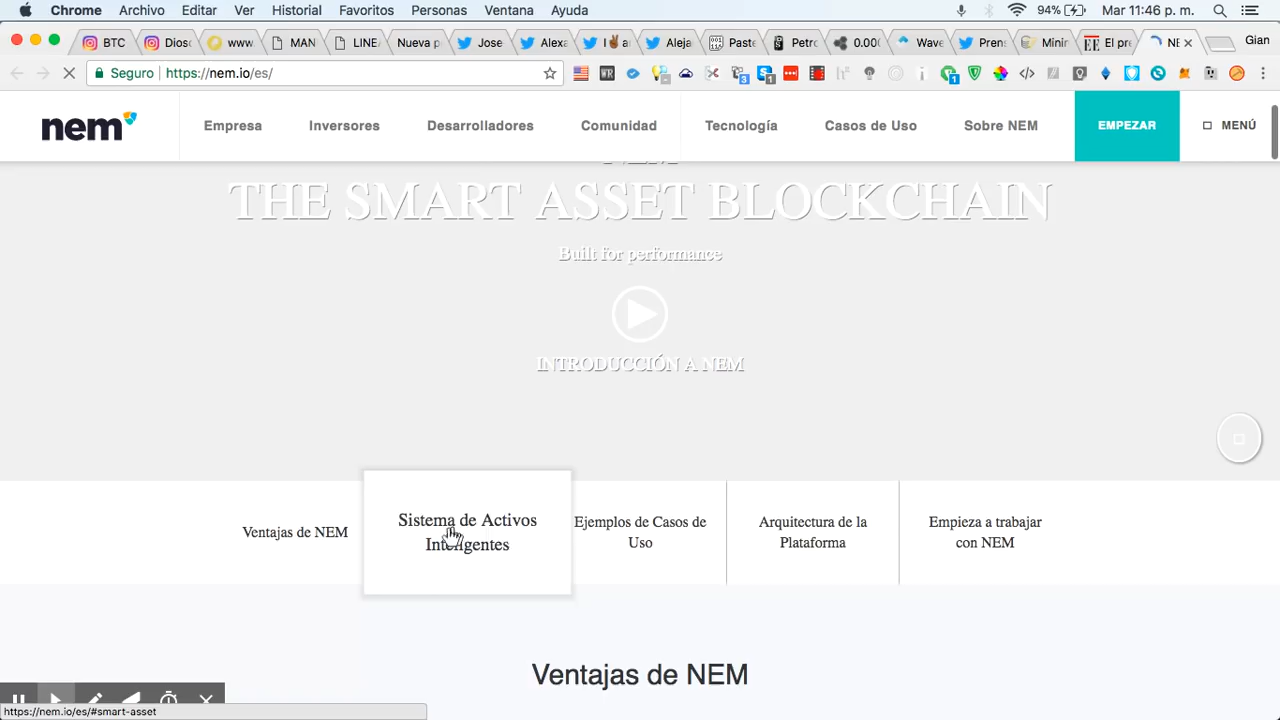 Chrome Archivo Editar Ver Historial Favoritos Personas Ventana Ayuda 94% Mar 11:46 p. m.
BTC Diosc www MAN LINE Nueva p Jose Alexa Aleja Paste Petro 0.000 Wave Prens Minin El pre NE Gian
Seguro https://nem.io/es/
nem Empresa Inversores Desarrolladores Comunidad Tecnología Casos de Uso Sobre NEM EMPEZAR MENÚ
NEM
THE SMART ASSET BLOCKCHAIN
Built for performance
INTRODUCCIÓN A NEM
Ventajas de NEM
Sistema de Activos
Inteligentes
Ejemplos de Casos de
Uso
Arquitectura de la
Plataforma
Empieza a trabajar
con NEM
Ventajas de NEM
https://nem.io/es/#smart-asset